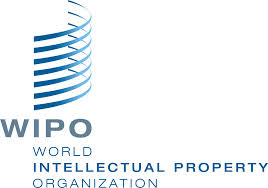 WIPO
WORLD
INTELLECTUAL PROPERTY
ORGANIZATION